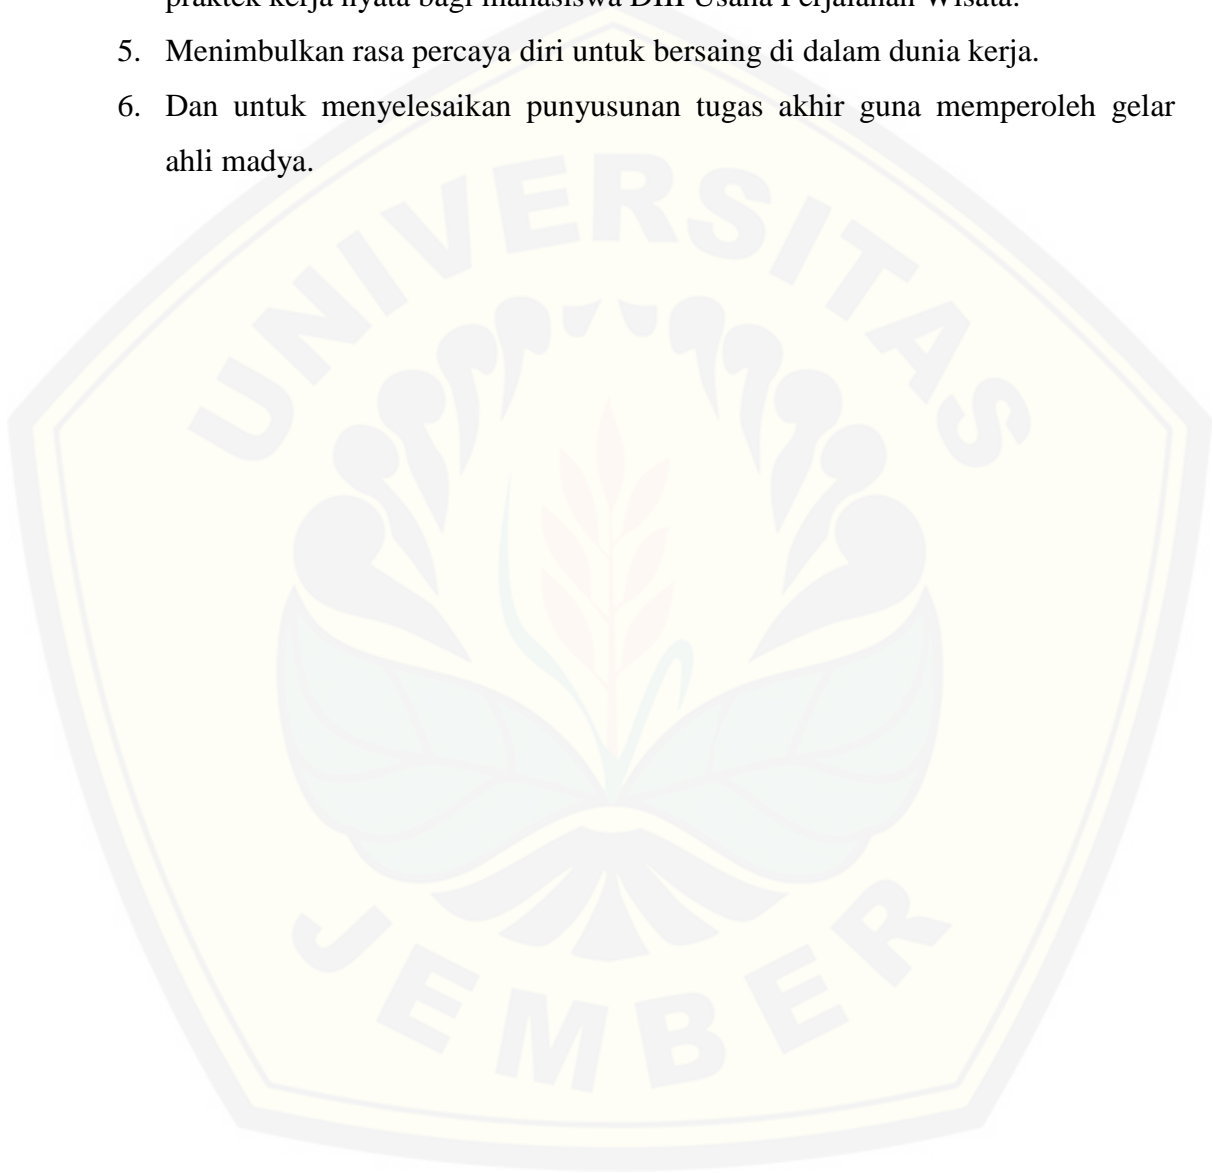 praktek kerja nyata bagi mahasiswa DIII Usaha Perjalanan Wisata.
5. Menimbulkan rasa percaya diri untuk bersaing di dalam dunia kerja.
6. Dan untuk menyelesaikan punyusunan tugas akhir guna memperoleh gelar
ahli madya.
UNIVERSITAS
JEMBER